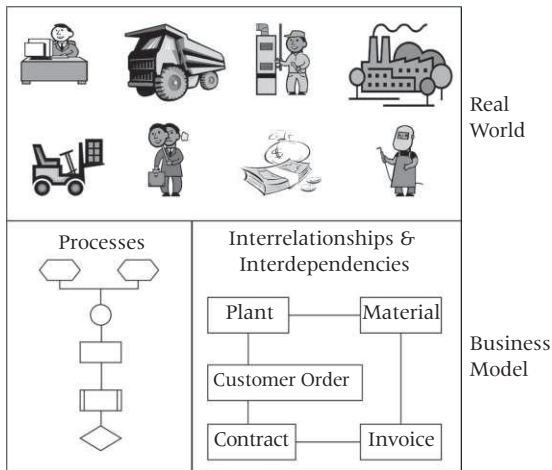 Real
World
Processes
Interrelationships &
Interdependencies
Plant
Material
Customer Order
Contract
Invoice
Business
Model